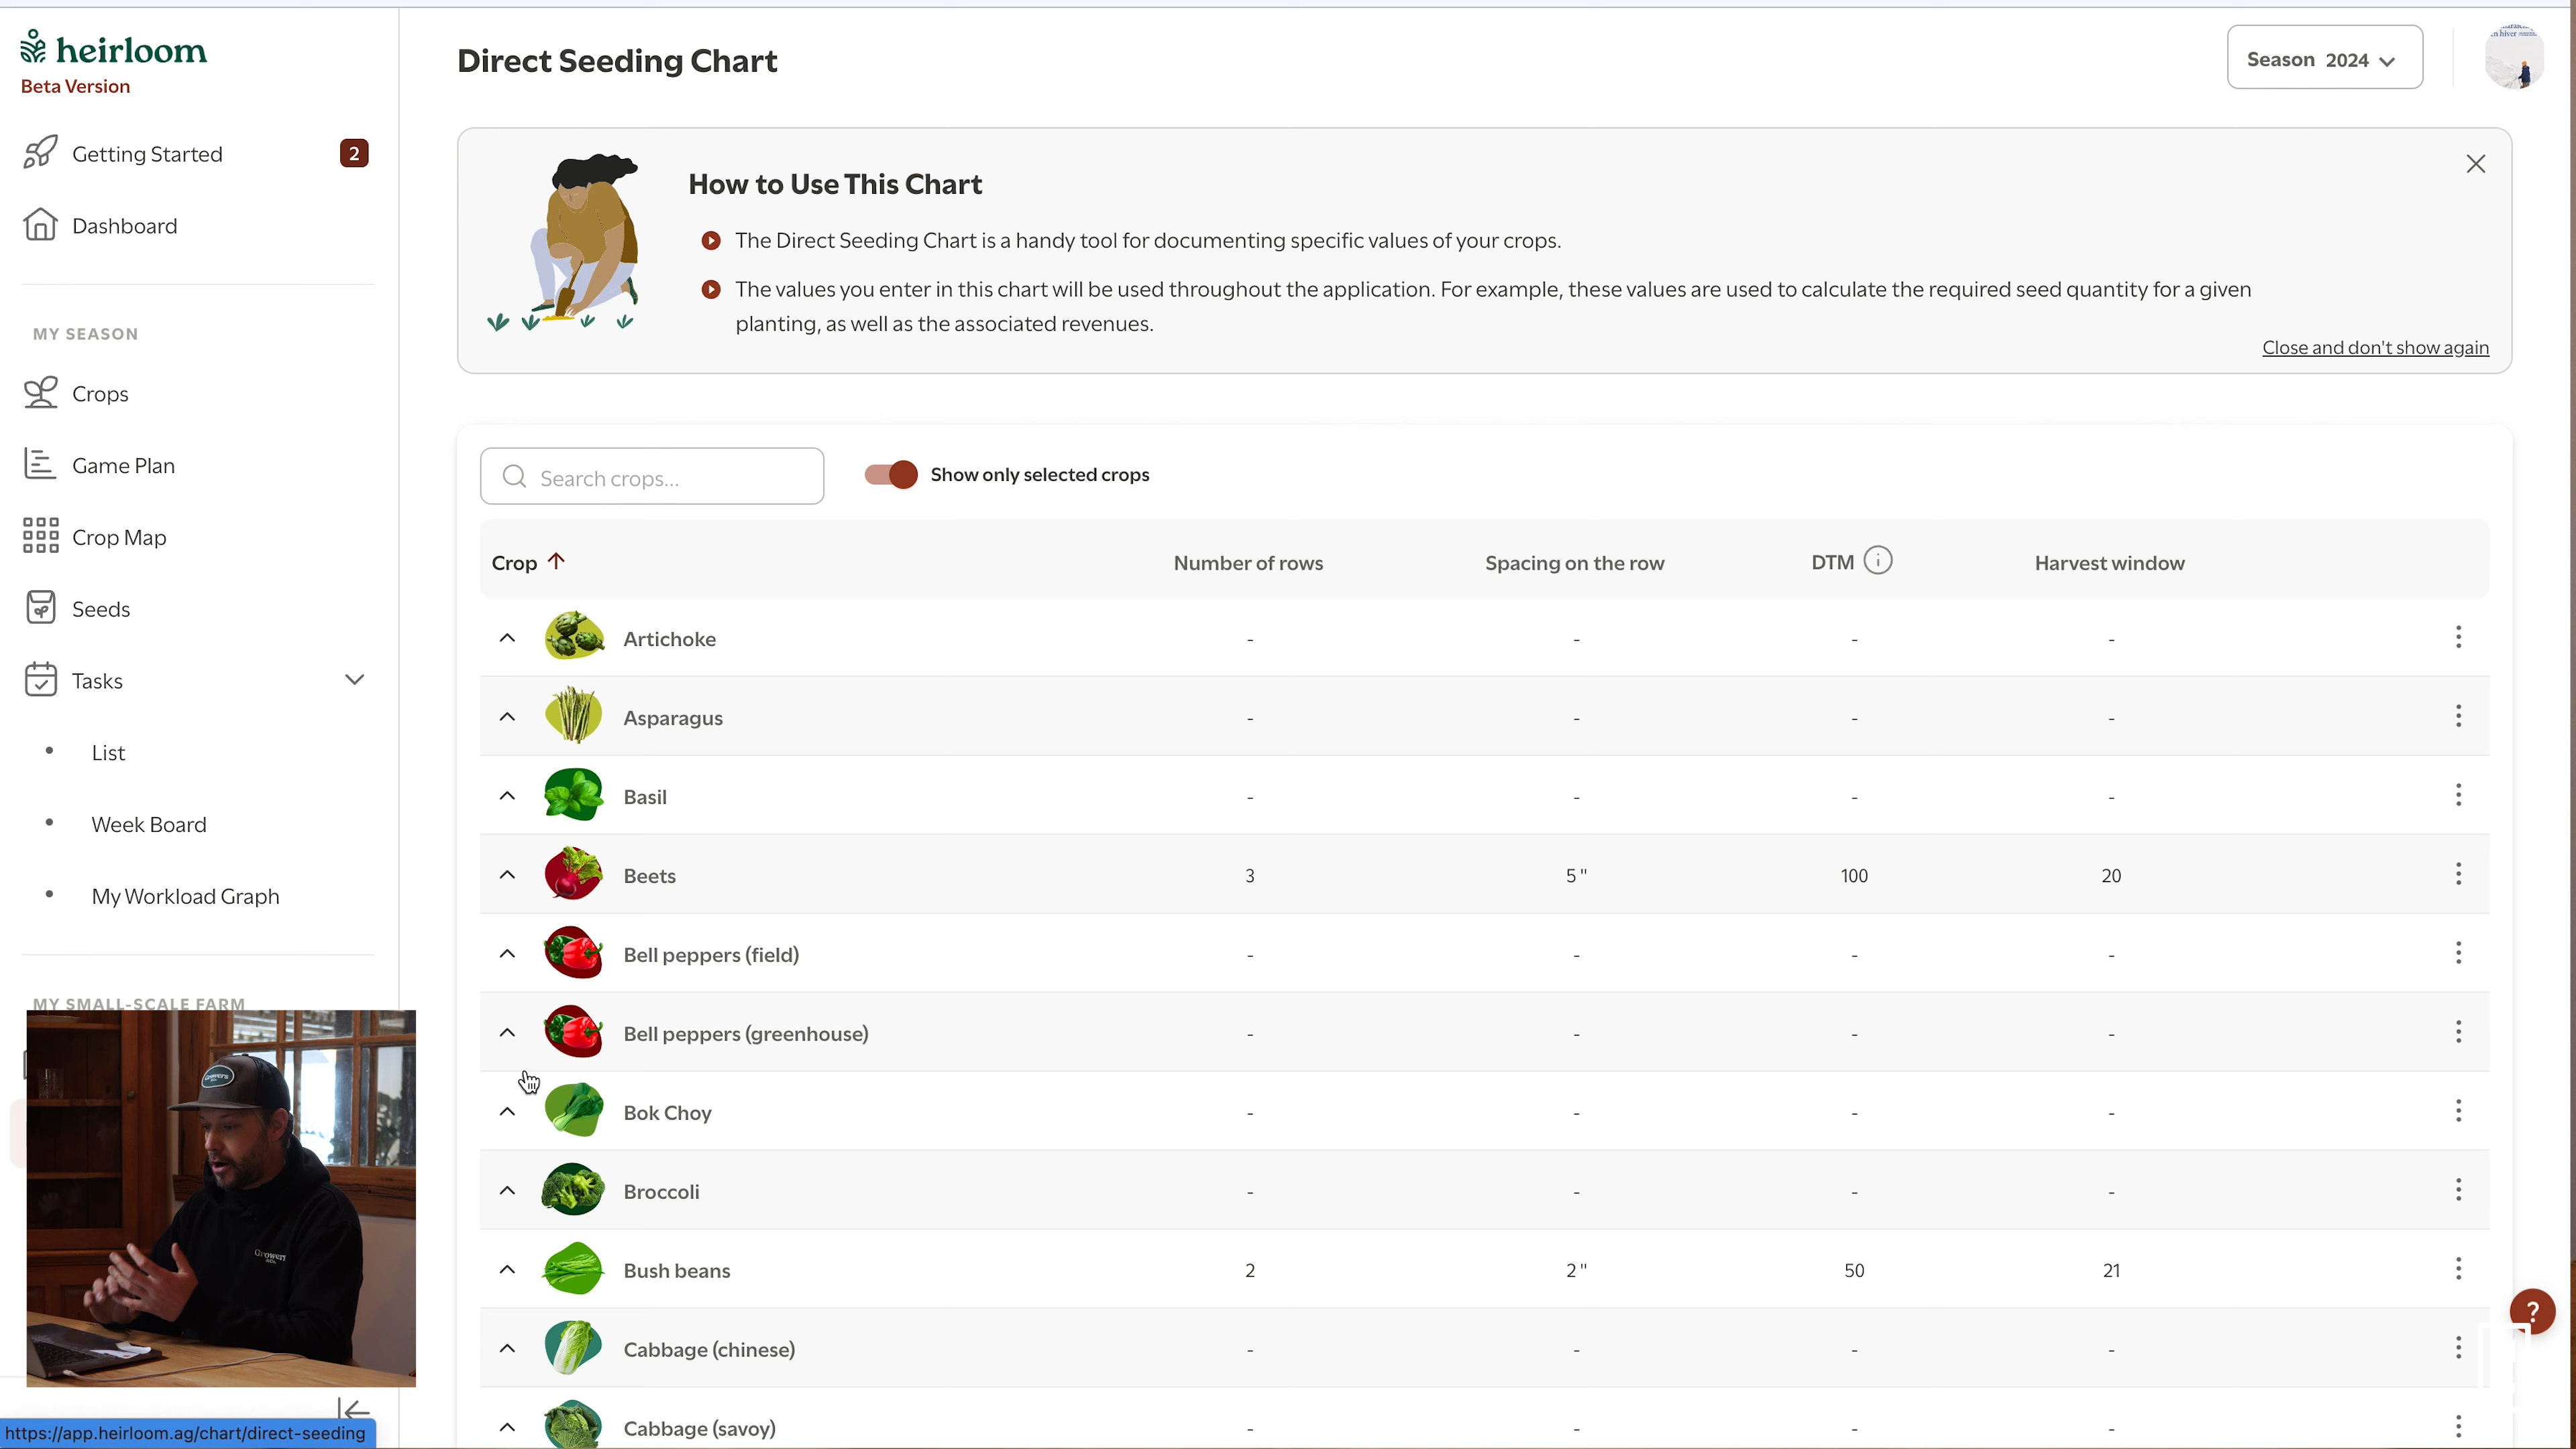 heirloom
Beta Version
Getting Started
2
Dashboard
MY SEASON
Crops
Game Plan
Crop Map
Seeds
Tasks
List
Week Board
My Workload Graph
MY SMALL-SCALE FARM
https://app.heirloom.ag/chart/direct-seeding
Direct Seeding Chart
Season 2024
How to Use This Chart
The Direct Seeding Chart is a handy tool for documenting specific values of your crops.
The values you enter in this chart will be used throughout the application. For example, these values are used to calculate the required seed quantity for a given
planting, as well as the associated revenues.
Close and don't show again
Search crops...
Show only selected crops
Crop Number of rows Spacing on the row DTM Harvest window
Artichoke - - - -
Asparagus - - - -
Basil - - - -
Beets 3 5 " 100 20
Bell peppers (field) - - - -
Bell peppers (greenhouse) - - - -
Bok Choy - - - -
Broccoli - - - -
Bush beans 2 2 " 50 21
Cabbage (chinese) - - - -
Cabbage (savoy) - - - -
?
Growers